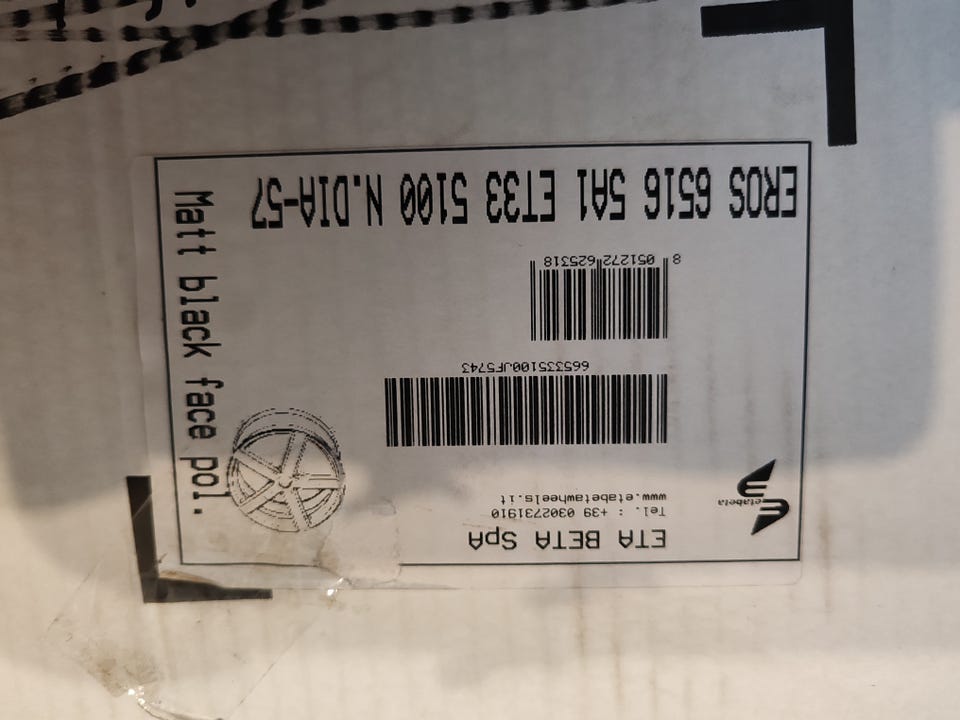 EROS 6516 5A1 ET33 5100 N.DIA-57
8 051272 625318
665335100JF5743
ETA BETA SpA
Tel. : +39 0302731910
www.etabetawheels.it
etabeta
Matt black face pol.